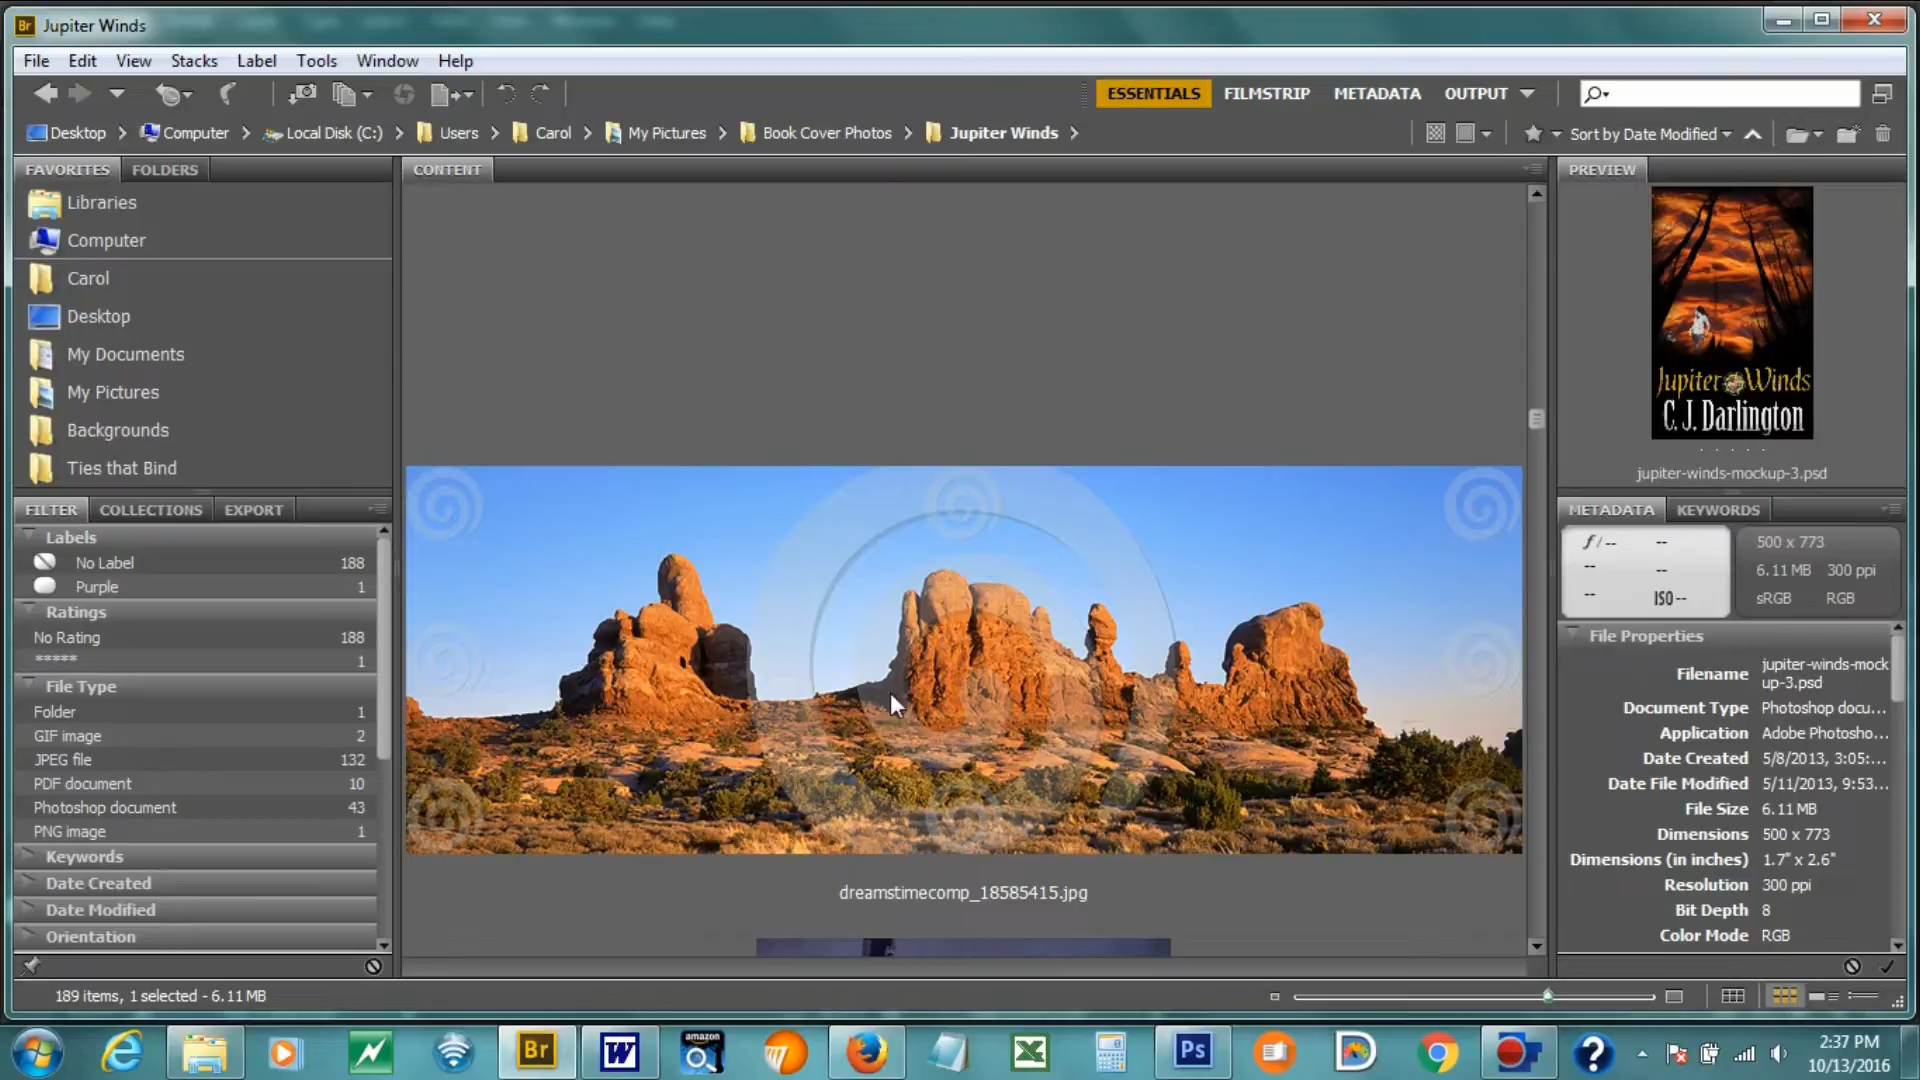 Br Jupiter Winds
File Edit View Stacks Label Tools Window Help
ESSENTIALS FILMSTRIP METADATA OUTPUT
Desktop Computer Local Disk (C:) Users Carol My Pictures Book Cover Photos Jupiter Winds
Sort by Date Modified
FAVORITES FOLDERS
CONTENT
PREVIEW
Libraries
Computer
Carol
Desktop
My Documents
My Pictures
Backgrounds
Ties that Bind
Jupiter Winds
C. J. Darlington
jupiter-winds-mockup-3.psd
FILTER COLLECTIONS EXPORT
Labels
No Label 188
Purple 1
Ratings
No Rating 188
***** 1
File Type
Folder 1
GIF image 2
JPEG file 132
PDF document 10
Photoshop document 43
PNG image 1
Keywords
Date Created
Date Modified
Orientation
dreamstimecomp_18585415.jpg
METADATA KEYWORDS
f/-- --
-- --
-- ISO --
500 x 773
6.11 MB 300 ppi
sRGB RGB
File Properties
Filename jupiter-winds-mock
up-3.psd
Document Type Photoshop docu...
Application Adobe Photosho...
Date Created 5/8/2013, 3:05:...
Date File Modified 5/11/2013, 9:53...
File Size 6.11 MB
Dimensions 500 x 773
Dimensions (in inches) 1.7" x 2.6"
Resolution 300 ppi
Bit Depth 8
Color Mode RGB
189 items, 1 selected - 6.11 MB
Br W amazon Ps D ?
2:37 PM
10/13/2016